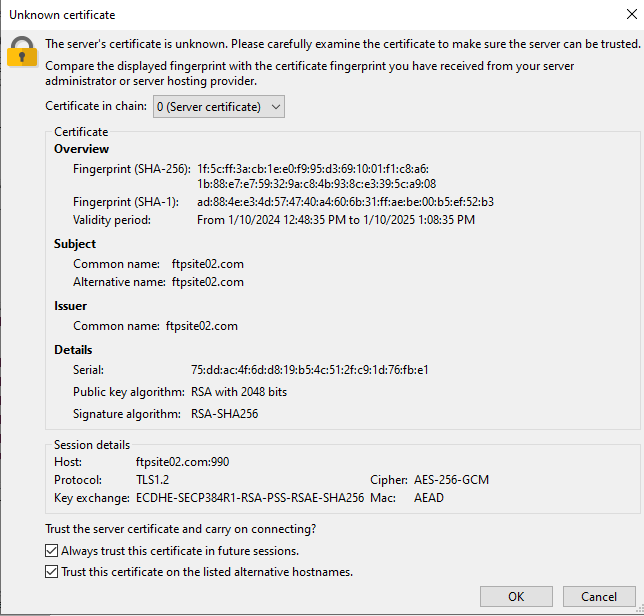 Unknown certificate
The server's certificate is unknown. Please carefully examine the certificate to make sure the server can be trusted.
Compare the displayed fingerprint with the certificate fingerprint you have received from your server
administrator or server hosting provider.
Certificate in chain: 0 (Server certificate)
Certificate
Overview
Fingerprint (SHA-256): 1f:5c:ff:3a:cb:1e:e0:f9:95:d3:69:10:01:f1:c8:a6:
1b:88:e7:e7:59:32:9a:c8:4b:93:8c:e3:39:5c:a9:08
Fingerprint (SHA-1): ad:88:4e:e3:4d:57:47:40:a4:60:6b:31:ff:ae:be:00:b5:ef:52:b3
Validity period: From 1/10/2024 12:48:35 PM to 1/10/2025 1:08:35 PM
Subject
Common name: ftpsite02.com
Alternative name: ftpsite02.com
Issuer
Common name: ftpsite02.com
Details
Serial: 75:dd:ac:4f:6d:d8:19:b5:4c:51:2f:c9:1d:76:fb:e1
Public key algorithm: RSA with 2048 bits
Signature algorithm: RSA-SHA256
Session details
Host: ftpsite02.com:990
Protocol: TLS1.2 Cipher: AES-256-GCM
Key exchange: ECDHE-SECP384R1-RSA-PSS-RSAE-SHA256 Mac: AEAD
Trust the server certificate and carry on connecting?
Always trust this certificate in future sessions.
Trust this certificate on the listed alternative hostnames.
OK Cancel